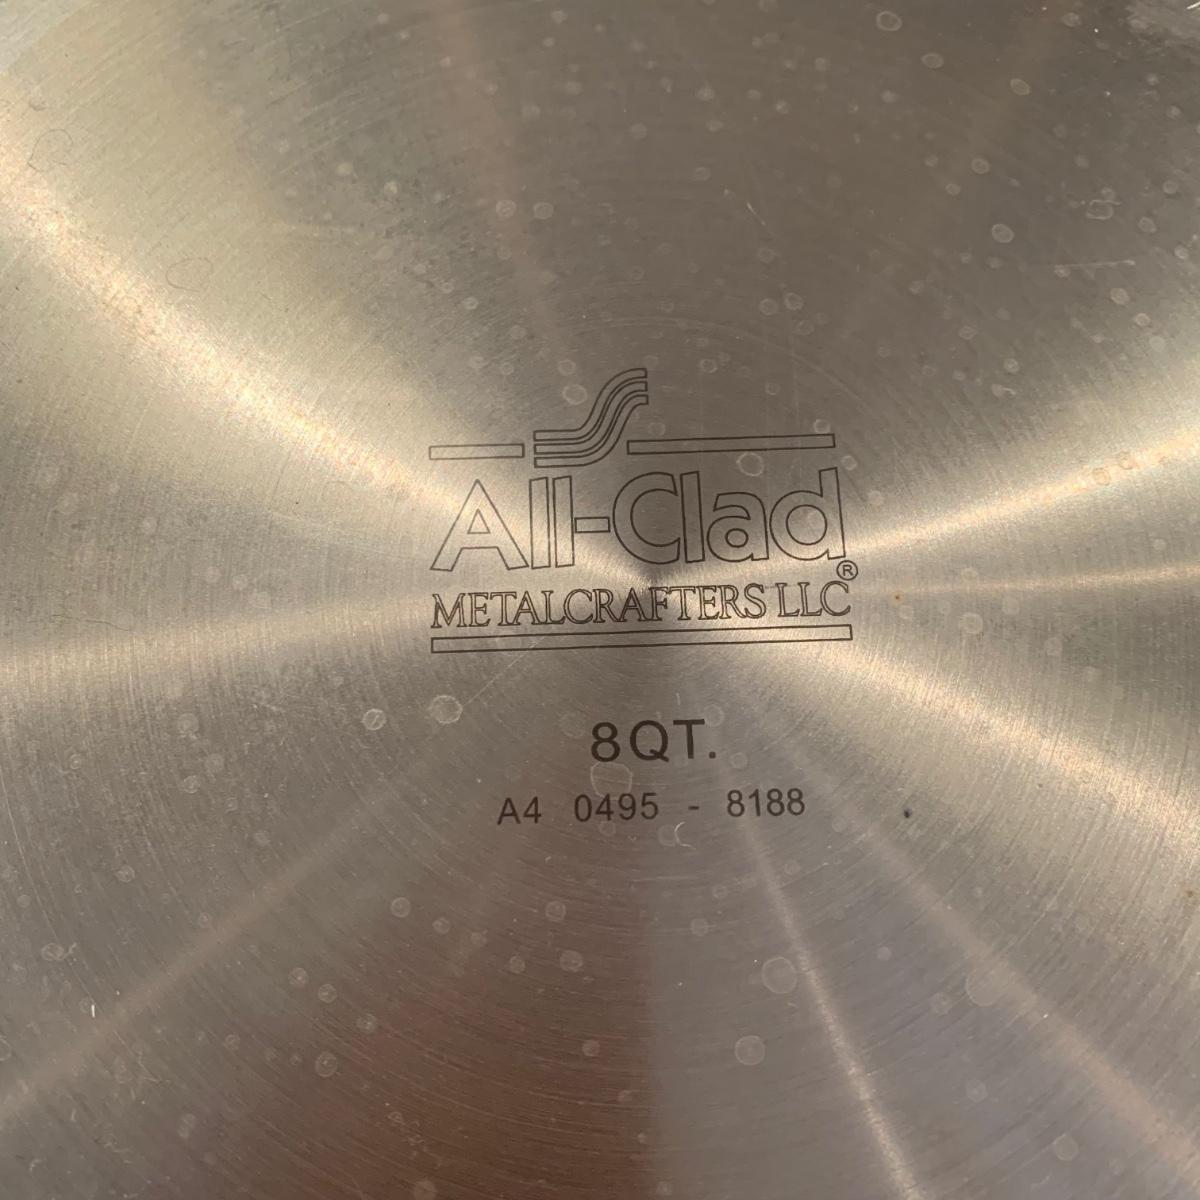 All-Clad
METALCRAFTERS LLC ®
8QT.
A4 0495 - 8188